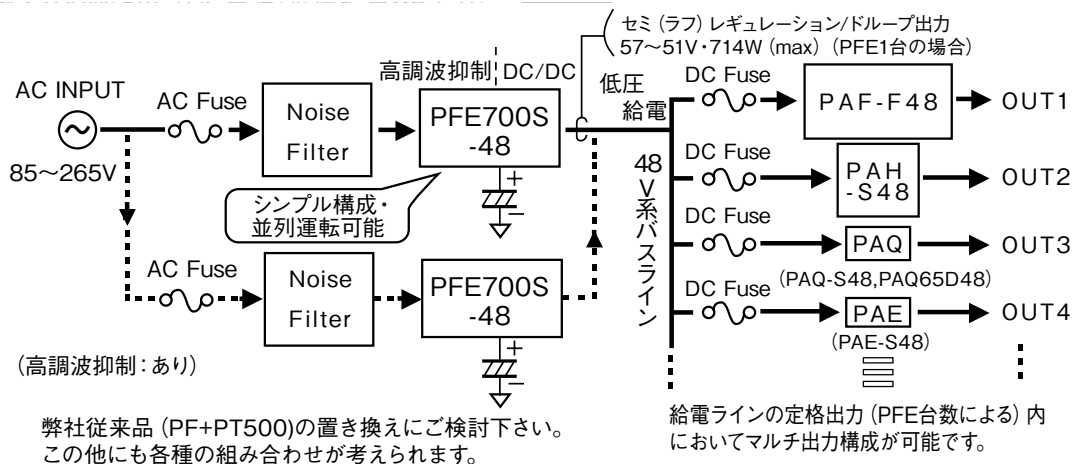 セミ (ラフ) レギュレーション/ドループ出力
57～51V・714W (max) (PFE1台の場合)
高調波抑制 DC/DC
低圧
給電
AC INPUT
85～265V
AC Fuse
Noise
Filter
PFE700S
-48
+
−
シンプル構成・
並列運転可能
AC Fuse
Noise
Filter
PFE700S
-48
+
−
(高調波抑制：あり)
48V系バスライン
DC Fuse
PAF-F48
OUT1
DC Fuse
PAH
-S48
OUT2
DC Fuse
PAQ
OUT3
(PAQ-S48,PAQ65D48)
DC Fuse
PAE
OUT4
(PAE-S48)
弊社従来品 (PF+PT500)の置き換えにご検討下さい。
この他にも各種の組み合わせが考えられます。
給電ラインの定格出力 (PFE台数による) 内
においてマルチ出力構成が可能です。